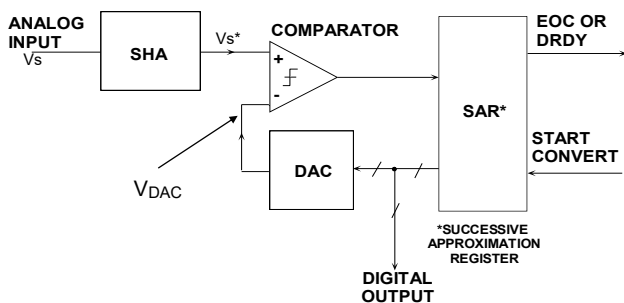 ANALOG
INPUT
Vs
SHA
Vs*
COMPARATOR
+
-
VDAC
DAC
SAR*
EOC OR
DRDY
START
CONVERT
*SUCCESSIVE
APPROXIMATION
REGISTER
DIGITAL
OUTPUT